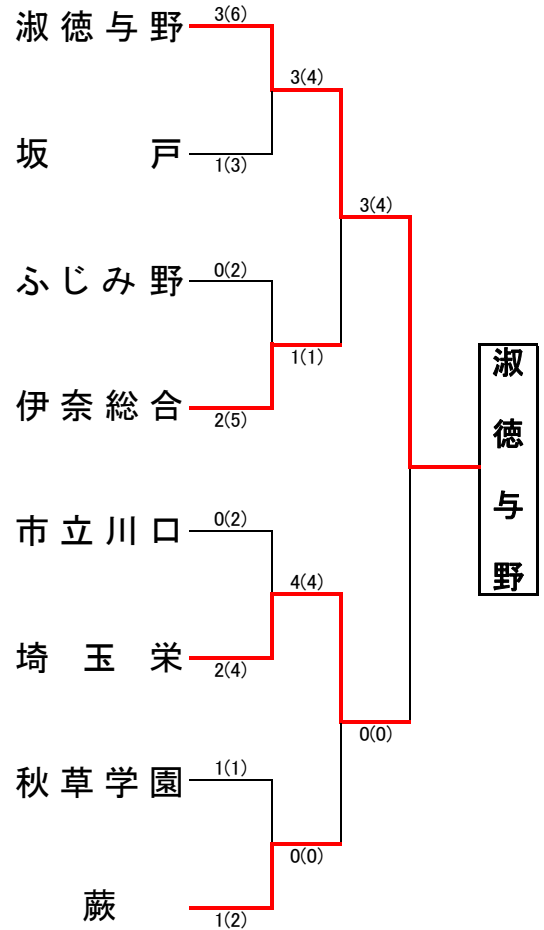 淑徳与野
3(6)
3(4)
坂戸
1(3)
3(4)
ふじみ野
0(2)
1(1)
伊奈総合
2(5)
淑徳与野
市立川口
0(2)
4(4)
埼玉栄
2(4)
0(0)
秋草学園
1(1)
0(0)
蕨
1(2)